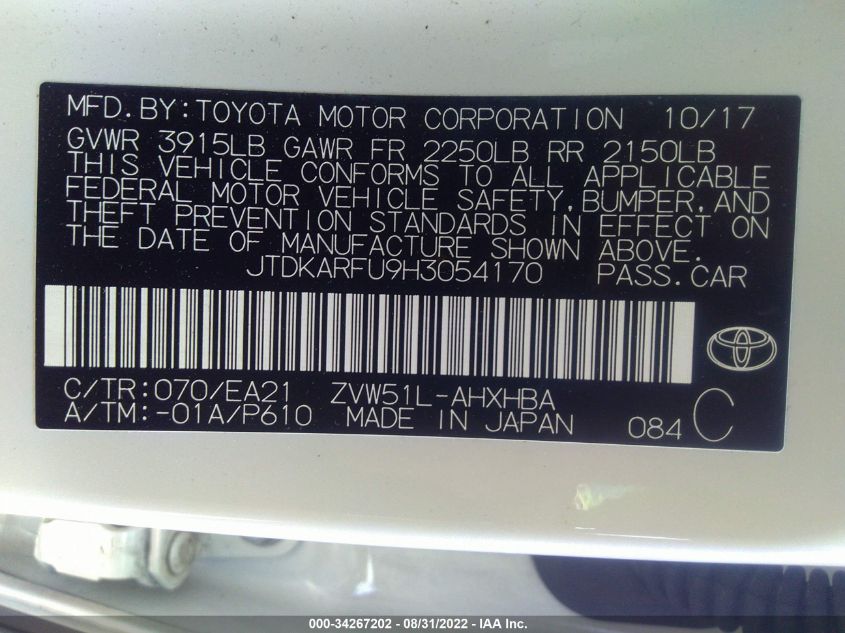 MFD.BY:TOYOTA MOTOR CORPORATION 10/17
GVWR 3915LB GAWR FR 2250LB RR 2150LB
THIS VEHICLE CONFORMS TO ALL APPLICABLE
FEDERAL MOTOR VEHICLE SAFETY,BUMPER,AND
THEFT PREVENTION STANDARDS IN EFFECT ON
THE DATE OF MANUFACTURE SHOWN ABOVE.
JTDKARFU9H3054170 PASS.CAR
C/TR:070/EA21 ZVW51L-AHXHBA
A/TM:-01A/P610 MADE IN JAPAN 084 C
000-34267202 - 08/31/2022 - IAA Inc.